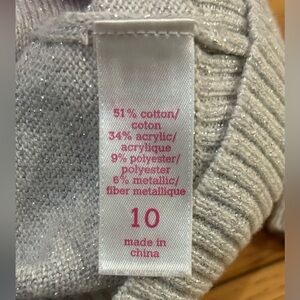 51% cotton/
coton
34% acrylic/
acrylique
9% polyester/
polyester
6% metallic/
fiber metallique
10
made in
china